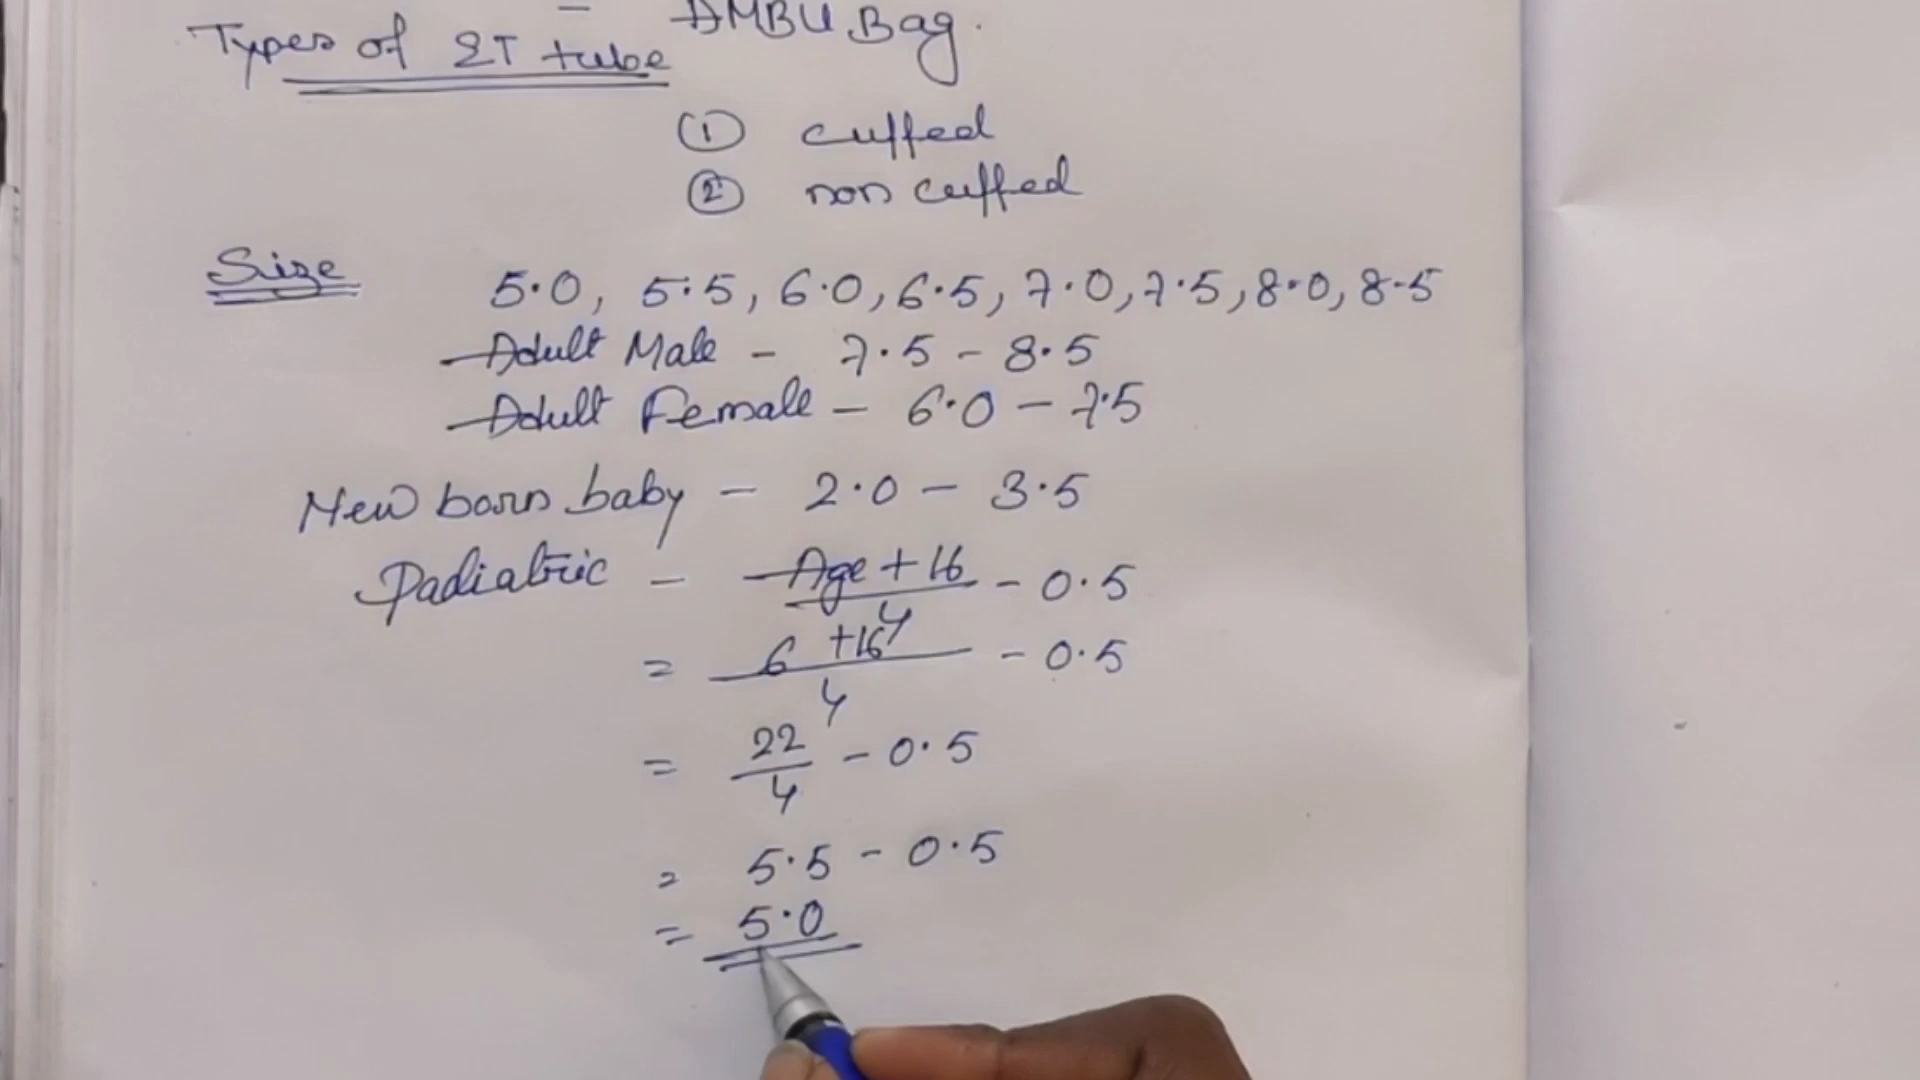 - AMBU Bag.
Types of ET tube
① cuffed
② non cuffed
Size 5.0, 5.5, 6.0, 6.5, 7.0, 7.5, 8.0, 8.5
Adult Male - 7.5 - 8.5
Adult Female - 6.0 - 7.5
New born baby - 2.0 - 3.5
Padiatric - Age + 16 / 4 - 0.5
= 6 + 16 / 4 - 0.5
= 22 / 4 - 0.5
= 5.5 - 0.5
= 5.0